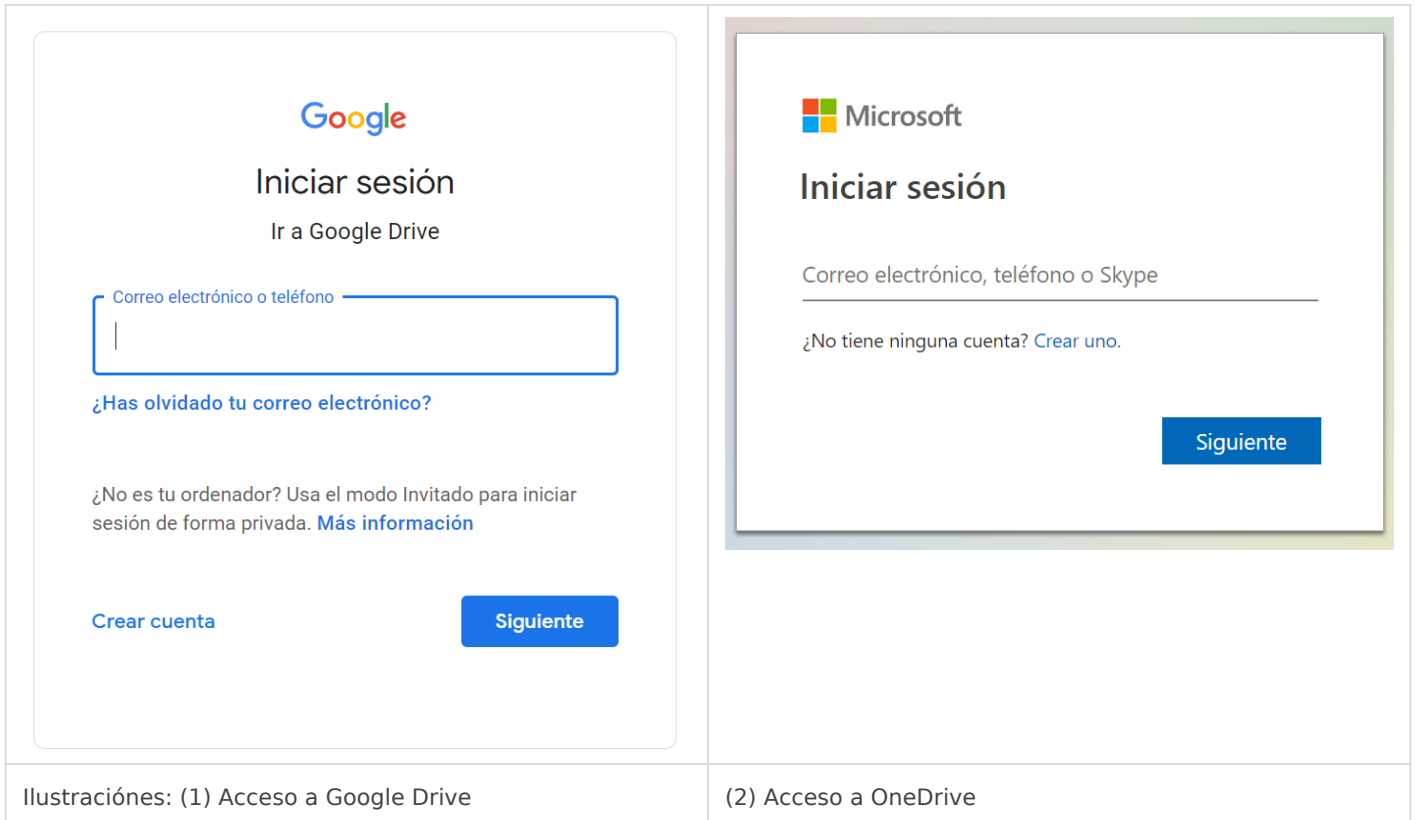 Google
Iniciar sesión
Ir a Google Drive
Correo electrónico o teléfono
¿Has olvidado tu correo electrónico?
¿No es tu ordenador? Usa el modo Invitado para iniciar
sesión de forma privada. Más información
Crear cuenta
Siguiente
Microsoft
Iniciar sesión
Correo electrónico, teléfono o Skype
¿No tiene ninguna cuenta? Crear uno.
Siguiente
Ilustraciónes: (1) Acceso a Google Drive
(2) Acceso a OneDrive